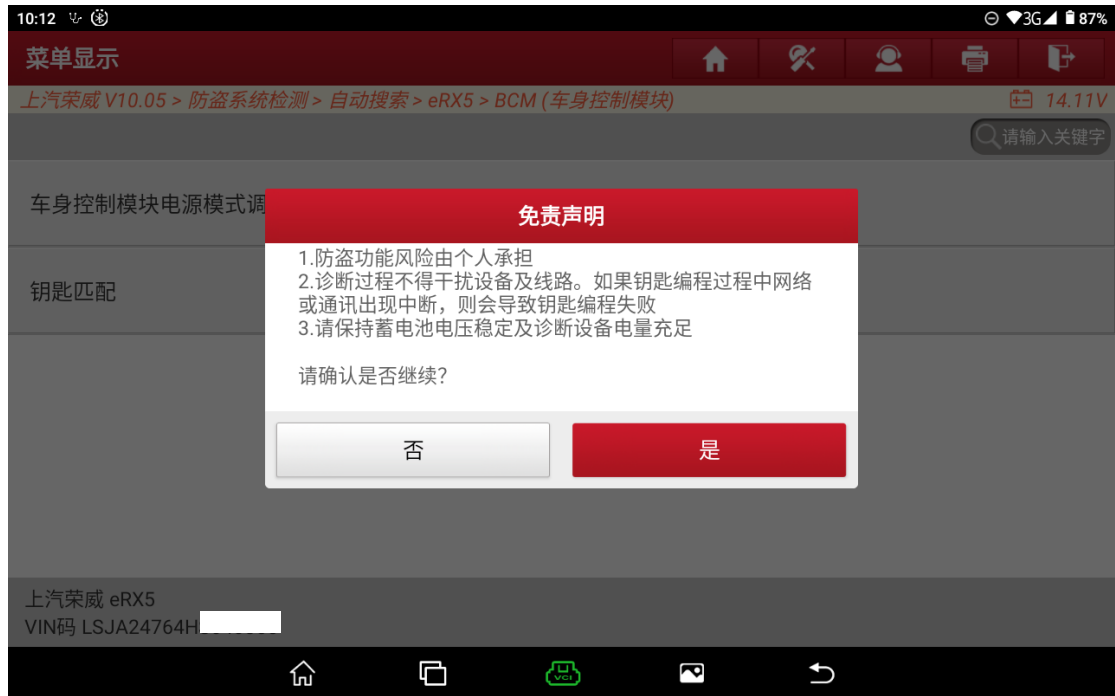 10:12
3G 87%
菜单显示
上汽荣威 V10.05 > 防盗系统检测 > 自动搜索 > eRX5 > BCM (车身控制模块)
14.11V
请输入关键字
车身控制模块电源模式调
钥匙匹配
免责声明
1.防盗功能风险由个人承担
2.诊断过程不得干扰设备及线路。如果钥匙编程过程中网络
或通讯出现中断，则会导致钥匙编程失败
3.请保持蓄电池电压稳定及诊断设备电量充足
请确认是否继续?
否
是
上汽荣威 eRX5
VIN码 LSJA24764H
VCI